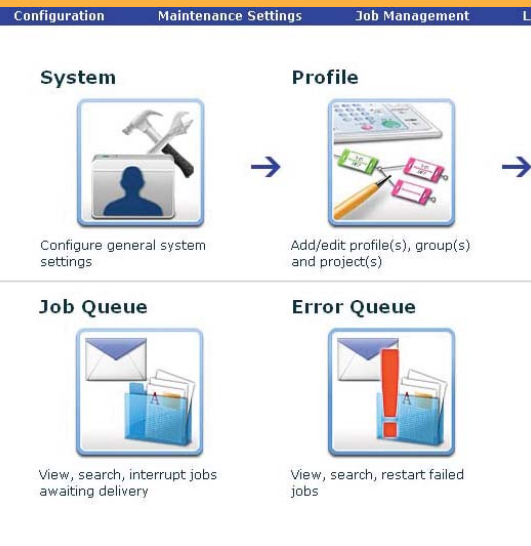 Configuration Maintenance Settings Job Management L
System
Profile
Configure general system
settings
Add/edit profile(s), group(s)
and project(s)
Job Queue
Error Queue
View, search, interrupt jobs
awaiting delivery
View, search, restart failed
jobs